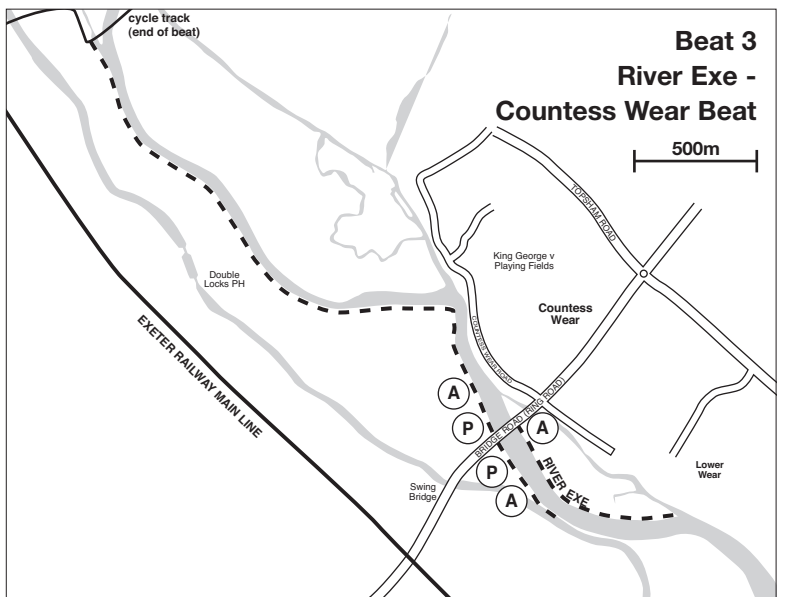 cycle track
(end of beat)
Beat 3
River Exe -
Countess Wear Beat
500m
TOPSHAM ROAD
King George v
Playing Fields
Double
Locks PH
Countess
Wear
EXETER RAILWAY MAIN LINE
COUNTESS WEAR ROAD
BRIDGE ROAD (RING ROAD)
A
P
A
P
A
RIVER EXE
Swing
Bridge
Lower
Wear